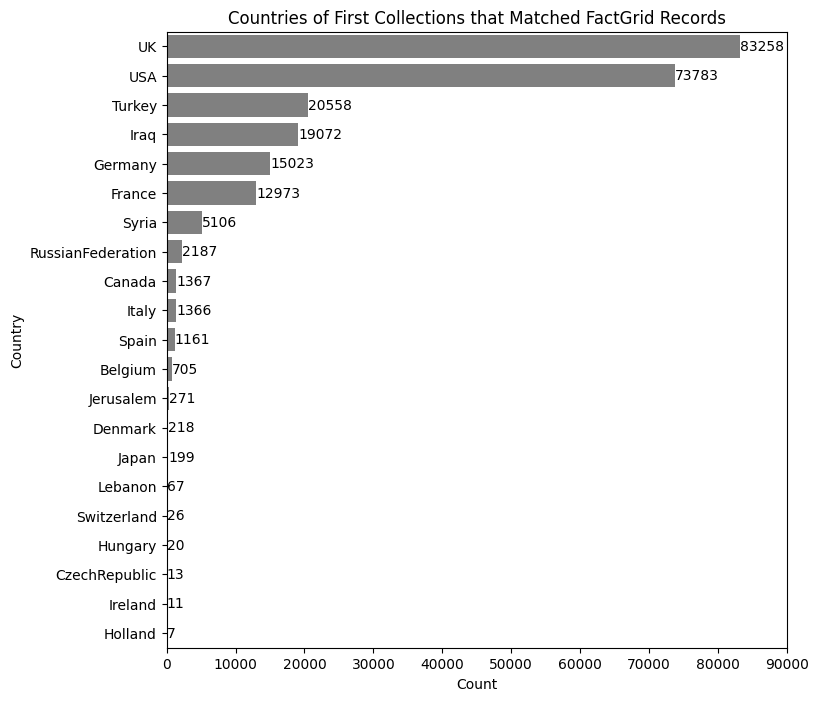 Countries of First Collections that Matched FactGrid Records
UK 83258
USA 73783
Turkey 20558
Iraq 19072
Germany 15023
France 12973
Syria 5106
RussianFederation 2187
Canada 1367
Italy 1366
Spain 1161
Belgium 705
Jerusalem 271
Denmark 218
Japan 199
Lebanon 67
Switzerland 26
Hungary 20
CzechRepublic 13
Ireland 11
Holland 7
Country
0 10000 20000 30000 40000 50000 60000 70000 80000 90000
Count